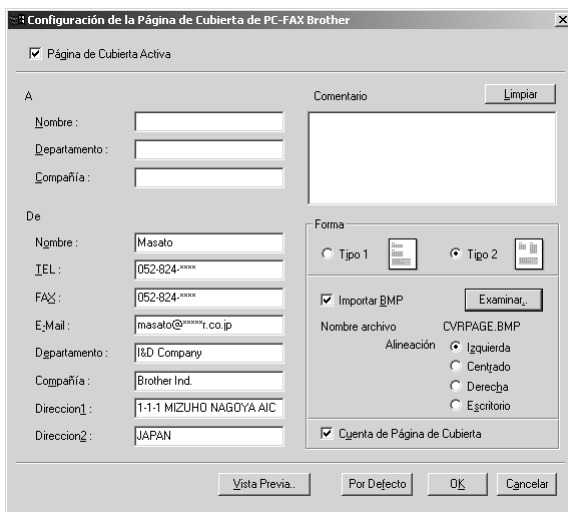 Configuración de la Página de Cubierta de PC-FAX Brother
Página de Cubierta Activa
A
Nombre :
Departamento :
Compañía :
Comentario
Limpiar
De
Nombre : Masato
TEL : 052-824-****
FAX : 052-824-****
E-Mail : masato@*****r.co.jp
Departamento : I&D Company
Compañía : Brother Ind.
Direccion1 : 1-1-1 MIZUHO NAGOYA AIC
Direccion2 : JAPAN
Forma
Tipo 1
Tipo 2
Importar BMP
Examinar..
Nombre archivo CVRPAGE.BMP
Alineación
Izquierda
Centrado
Derecha
Escritorio
Cuenta de Página de Cubierta
Vista Previa..
Por Defecto
OK
Cancelar